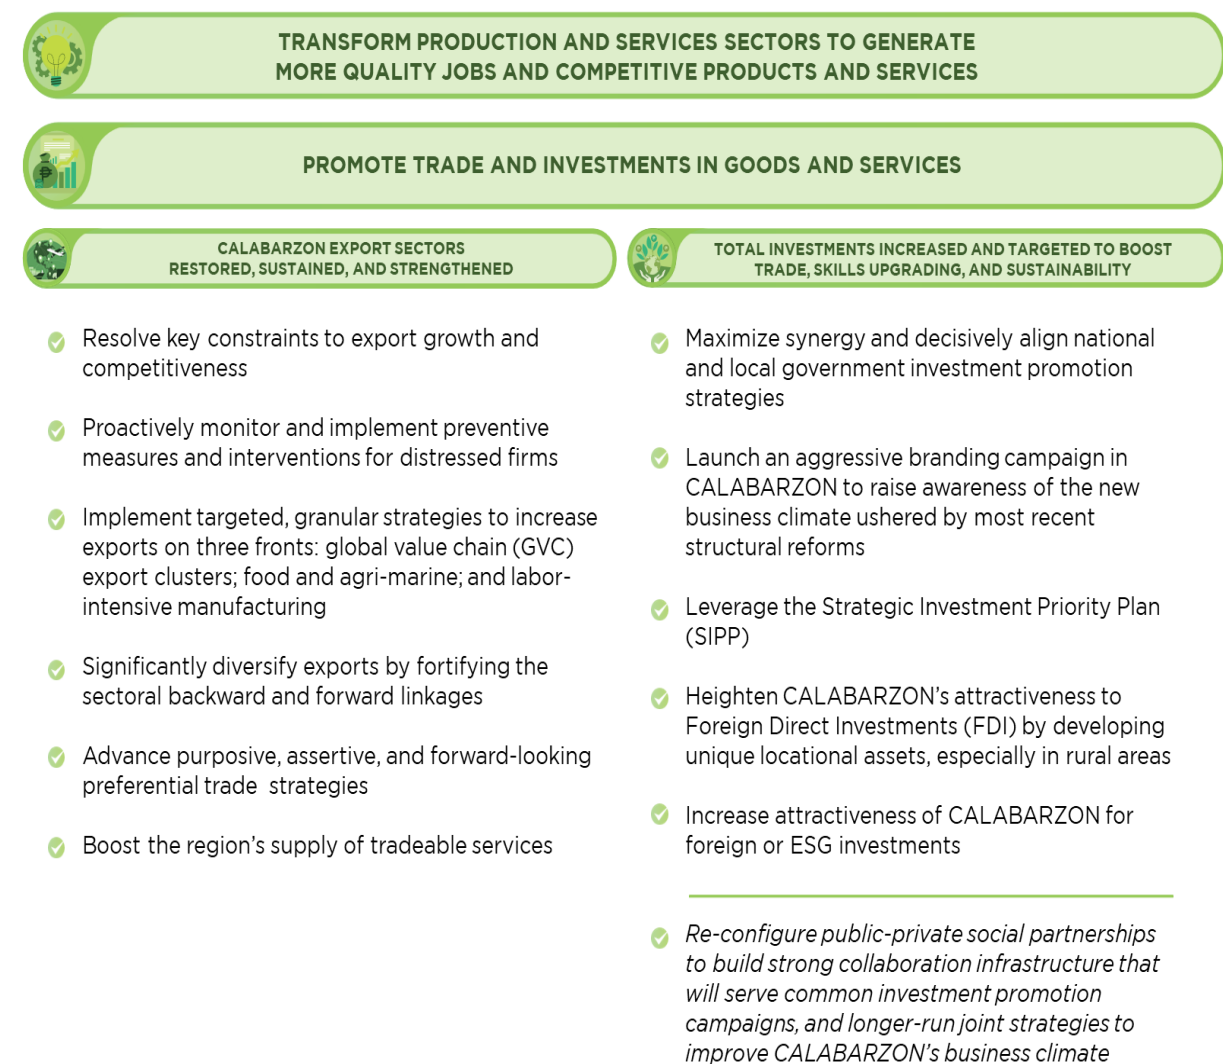 TRANSFORM PRODUCTION AND SERVICES SECTORS TO GENERATE
MORE QUALITY JOBS AND COMPETITIVE PRODUCTS AND SERVICES
PROMOTE TRADE AND INVESTMENTS IN GOODS AND SERVICES
CALABARZON EXPORT SECTORS
RESTORED, SUSTAINED, AND STRENGTHENED
Resolve key constraints to export growth and
competitiveness
Proactively monitor and implement preventive
measures and interventions for distressed firms
Implement targeted, granular strategies to increase
exports on three fronts: global value chain (GVC)
export clusters; food and agri-marine; and labor-
intensive manufacturing
Significantly diversify exports by fortifying the
sectoral backward and forward linkages
Advance purposive, assertive, and forward-looking
preferential trade strategies
Boost the region's supply of tradeable services
TOTAL INVESTMENTS INCREASED AND TARGETED TO BOOST
TRADE, SKILLS UPGRADING, AND SUSTAINABILITY
Maximize synergy and decisively align national
and local government investment promotion
strategies
Launch an aggressive branding campaign in
CALABARZON to raise awareness of the new
business climate ushered by most recent
structural reforms
Leverage the Strategic Investment Priority Plan
(SIPP)
Heighten CALABARZON's attractiveness to
Foreign Direct Investments (FDI) by developing
unique locational assets, especially in rural areas
Increase attractiveness of CALABARZON for
foreign or ESG investments
Re-configure public-private social partnerships
to build strong collaboration infrastructure that
will serve common investment promotion
campaigns, and longer-run joint strategies to
improve CALABARZON's business climate